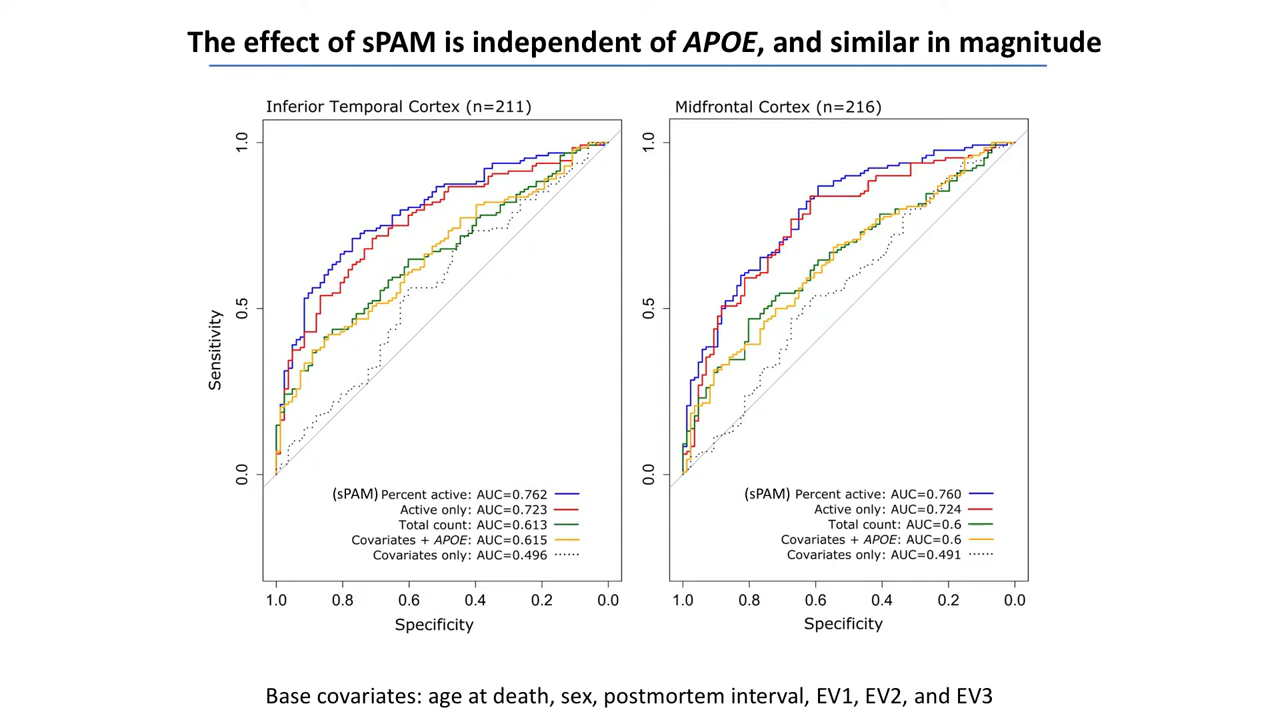 The effect of sPAM is independent of APOE, and similar in magnitude
Inferior Temporal Cortex (n=211)
Sensitivity
1.0
0.5
0.0
(sPAM) Percent active: AUC=0.762
Active only: AUC=0.723
Total count: AUC=0.613
Covariates + APOE: AUC=0.615
Covariates only: AUC=0.496
1.0 0.8 0.6 0.4 0.2 0.0
Specificity
Midfrontal Cortex (n=216)
1.0
0.5
0.0
(sPAM) Percent active: AUC=0.760
Active only: AUC=0.724
Total count: AUC=0.6
Covariates + APOE: AUC=0.6
Covariates only: AUC=0.491
1.0 0.8 0.6 0.4 0.2 0.0
Specificity
Base covariates: age at death, sex, postmortem interval, EV1, EV2, and EV3